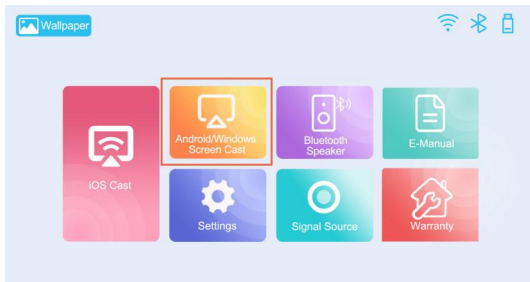 Wallpaper
iOS Cast
Android/Windows
Screen Cast
Bluetooth
Speaker
E-Manual
Settings
Signal Source
Warranty